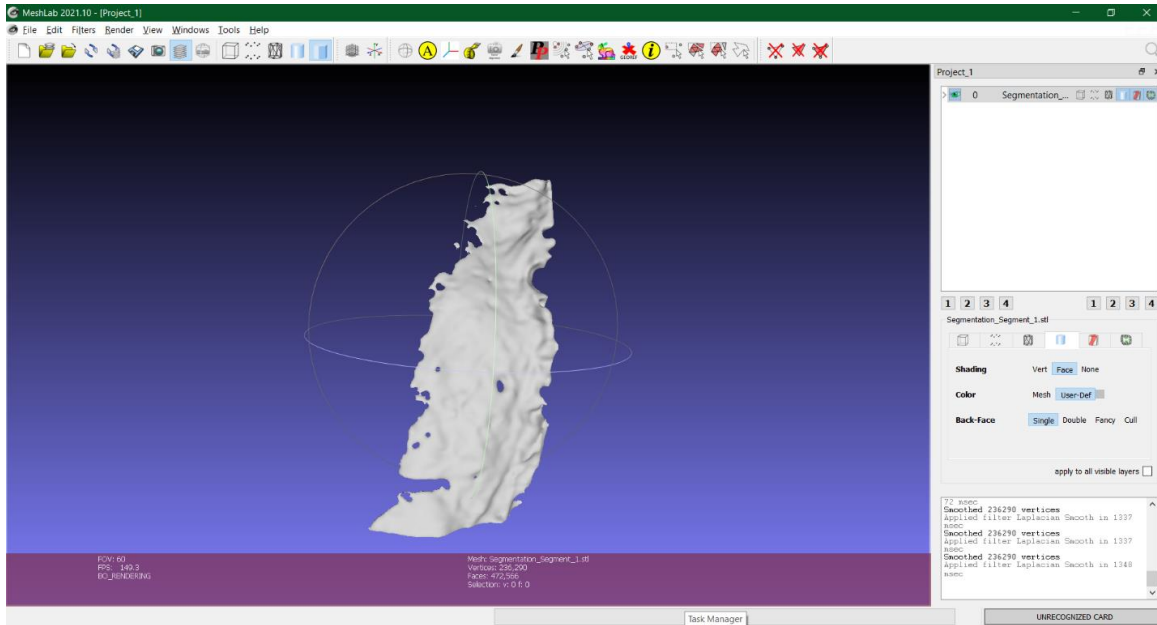 MeshLab 2021.10 - [Project_1]
File Edit Filters Render View Windows Tools Help
Project_1
0 Segmentation_...
1 2 3 4 1 2 3 4
Segmentation_Segment_1.stl
Shading Vert Face None
Color Mesh User-Def
Back-Face Single Double Fancy Cull
apply to all visible layers
72 msec
Smoothed 236290 vertices
Applied filter Laplacian Smooth in 1337
msec
Smoothed 236290 vertices
Applied filter Laplacian Smooth in 1337
msec
Smoothed 236290 vertices
Applied filter Laplacian Smooth in 1348
msec
FOV: 60
FPS: 149.3
BO_RENDERING
Mesh: Segmentation_Segment_1.stl
Vertices: 236,290
Faces: 472,566
Selection: v: 0 f: 0
Task Manager
UNRECOGNIZED CARD